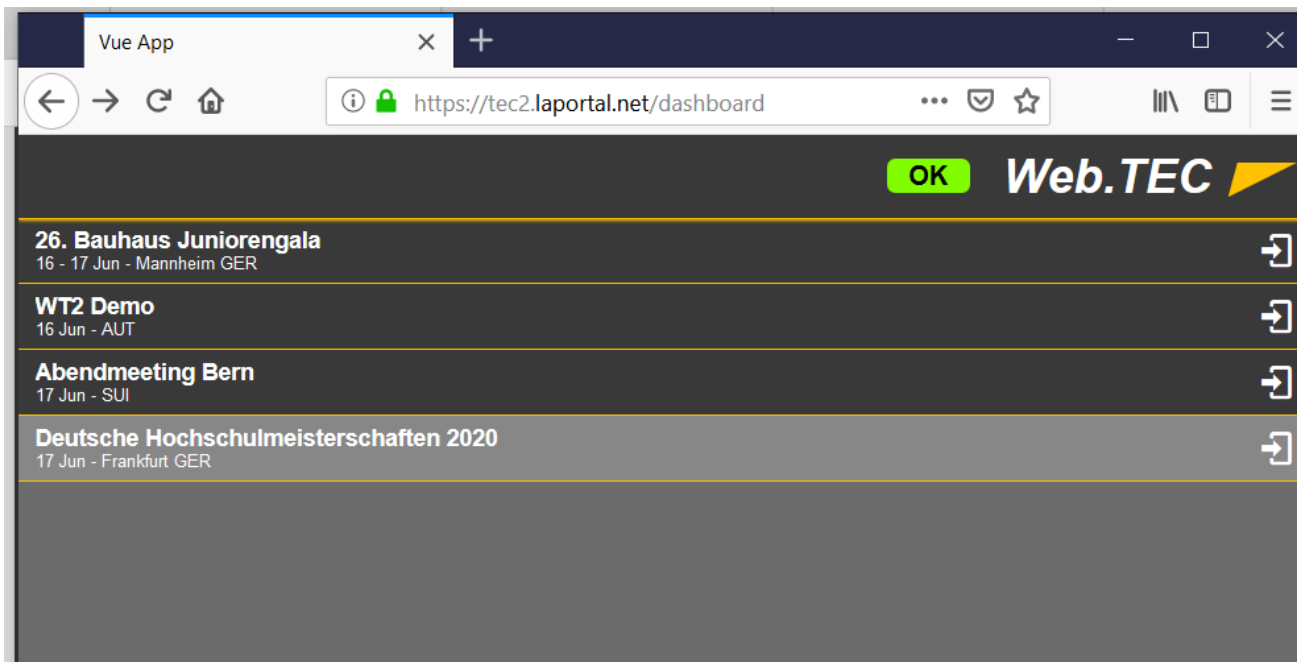 Vue App
https://tec2.laportal.net/dashboard
OK Web.TEC
26. Bauhaus Juniorengala
16 - 17 Jun - Mannheim GER
WT2 Demo
16 Jun - AUT
Abendmeeting Bern
17 Jun - SUI
Deutsche Hochschulmeisterschaften 2020
17 Jun - Frankfurt GER